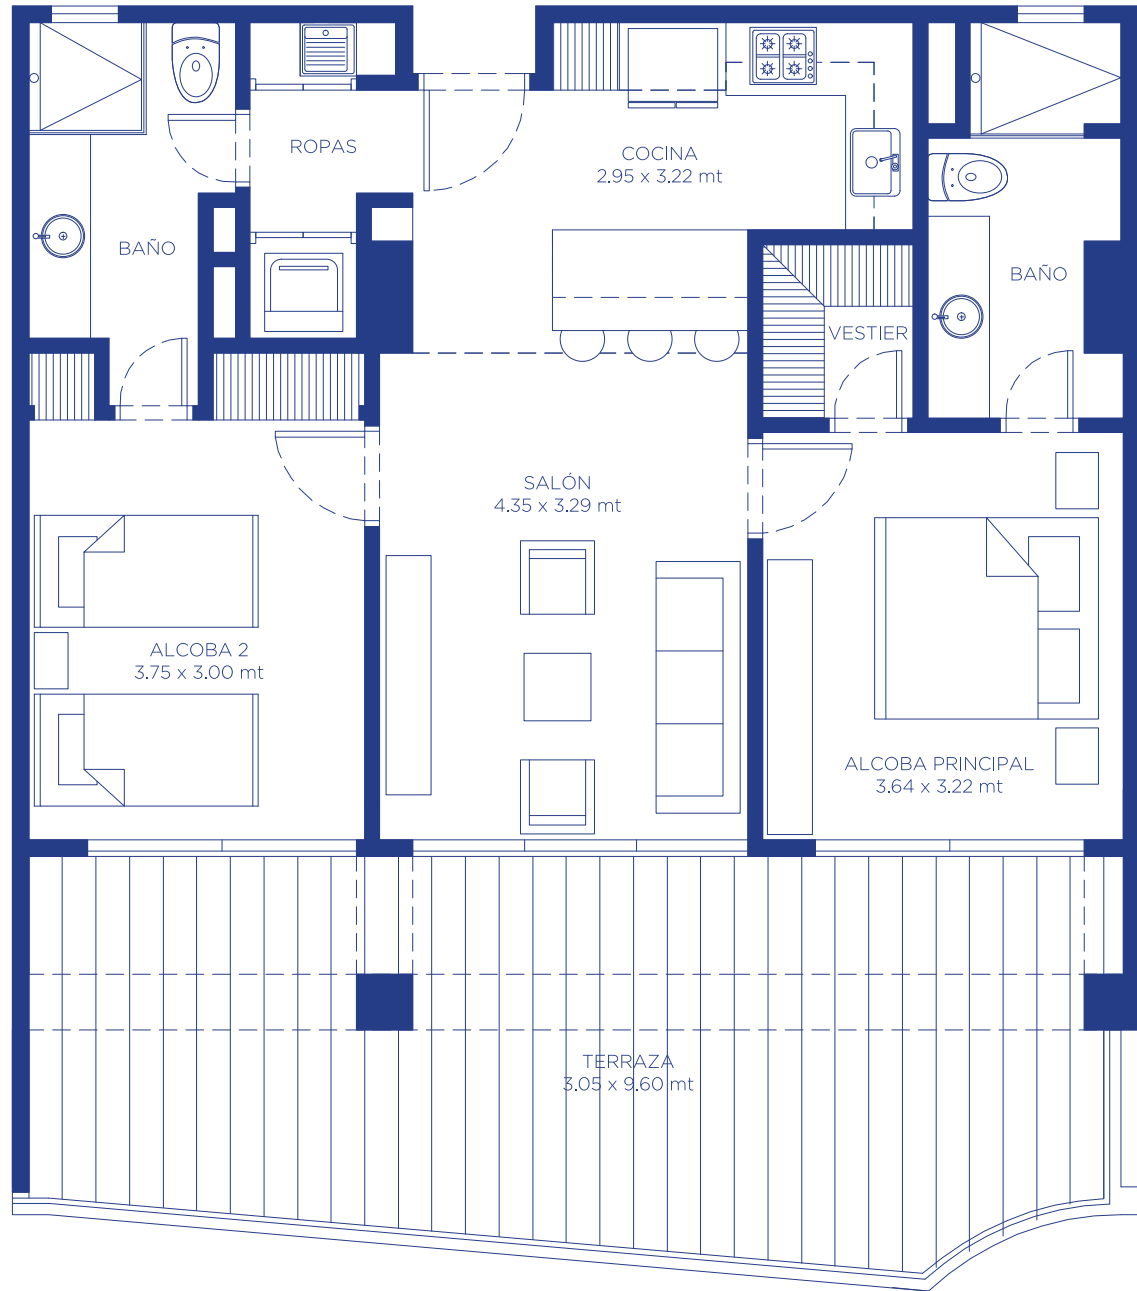 ROPAS
COCINA
2.95 x 3.22 mt
BAÑO
BAÑO
VESTIER
SALÓN
4.35 x 3.29 mt
ALCOBA 2
3.75 x 3.00 mt
ALCOBA PRINCIPAL
3.64 x 3.22 mt
TERRAZA
3.05 x 9.60 mt